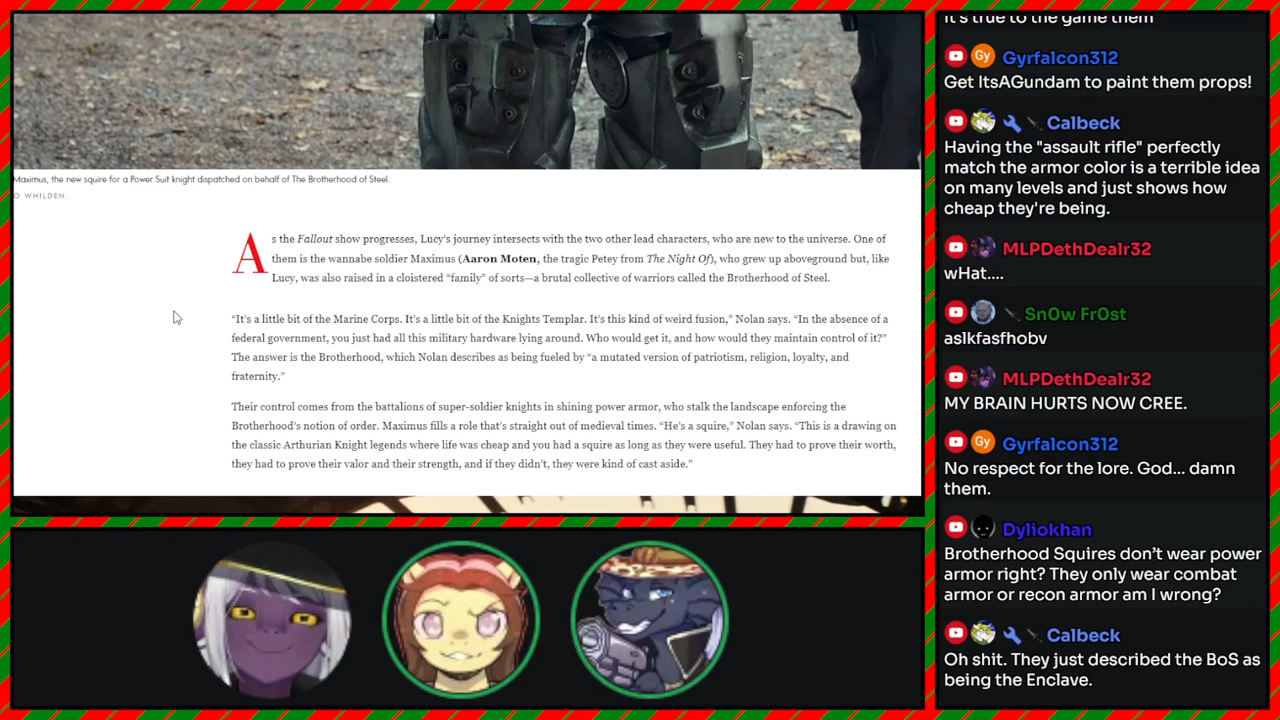 Maximus, the new squire for a Power Suit knight dispatched on behalf of The Brotherhood of Steel.
O WHILDEN.
As the Fallout show progresses, Lucy's journey intersects with the two other lead characters, who are new to the universe. One of
them is the wannabe soldier Maximus (Aaron Moten, the tragic Petey from The Night Of), who grew up aboveground but, like
Lucy, was also raised in a cloistered “family” of sorts—a brutal collective of warriors called the Brotherhood of Steel.
“It's a little bit of the Marine Corps. It's a little bit of the Knights Templar. It's this kind of weird fusion,” Nolan says. “In the absence of a
federal government, you just had all this military hardware lying around. Who would get it, and how would they maintain control of it?”
The answer is the Brotherhood, which Nolan describes as being fueled by “a mutated version of patriotism, religion, loyalty, and
fraternity.”
Their control comes from the battalions of super-soldier knights in shining power armor, who stalk the landscape enforcing the
Brotherhood's notion of order. Maximus fills a role that's straight out of medieval times. “He's a squire,” Nolan says. “This is a drawing on
the classic Arthurian Knight legends where life was cheap and you had a squire as long as they were useful. They had to prove their worth,
they had to prove their valor and their strength, and if they didn't, they were kind of cast aside.”
it's true to the game them
Gy Gyrfalcon312
Get ItsAGundam to paint them props!
Calbeck
Having the "assault rifle" perfectly
match the armor color is a terrible idea
on many levels and just shows how
cheap they're being.
MLPDethDealr32
wHat....
Sn0w Fr0st
aslkfasfhobv
MLPDethDealr32
MY BRAIN HURTS NOW CREE.
Gy Gyrfalcon312
No respect for the lore. God... damn
them.
Dyliokhan
Brotherhood Squires don’t wear power
armor right? They only wear combat
armor or recon armor am I wrong?
Calbeck
Oh shit. They just described the BoS as
being the Enclave.